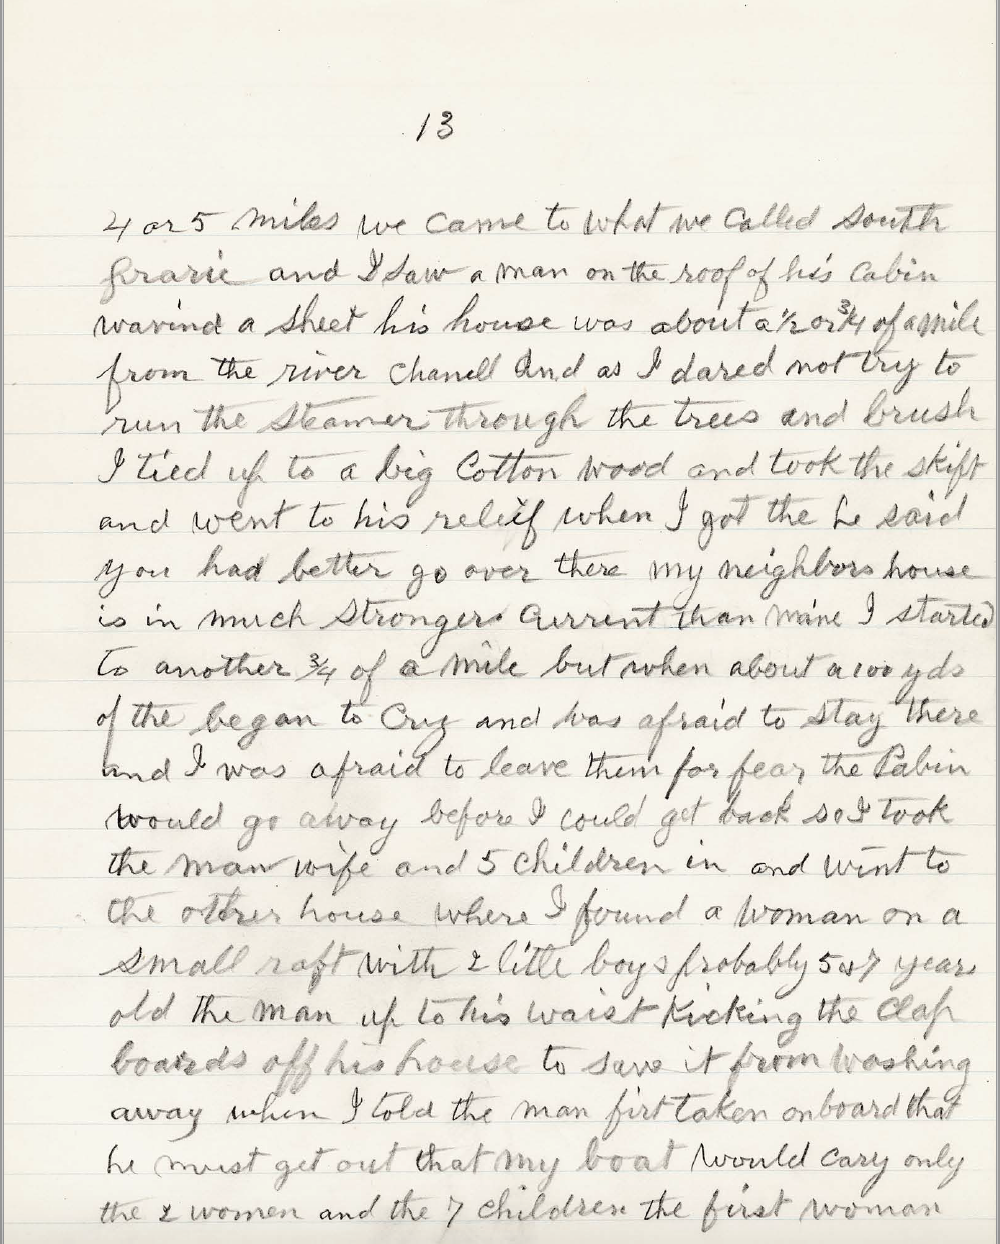 13
4 or 5 miles we came to what we called South
Prarie and I saw a man on the roof of his Cabin
wavind a sheet his house was about a 1/2 or 3/4 of a mile
from the river chanell And as I dared not try to
run the Steamer through the trees and brush
I tied up to a big Cotton wood and took the skift
and went to his releif when I got the he said
you had better go over there my neighbors house
is in much Stronger Current than mine I started
to another 3/4 of a mile but when about a 100 yds
of the began to Cry and was afraid to stay there
and I was afraid to leave them for fear the Cabin
would go away before I could get back so I took
the man wife and 5 children in and wint to
the other house where I found a woman on a
small raft with 2 little boys probably 5 or 7 years
old the man up to his waist Kicking the Clap
boards off his house to save it from washing
away when I told the man firt taken onboard that
he must get out that my boat would cary only
the 2 women and the 7 children the first woman